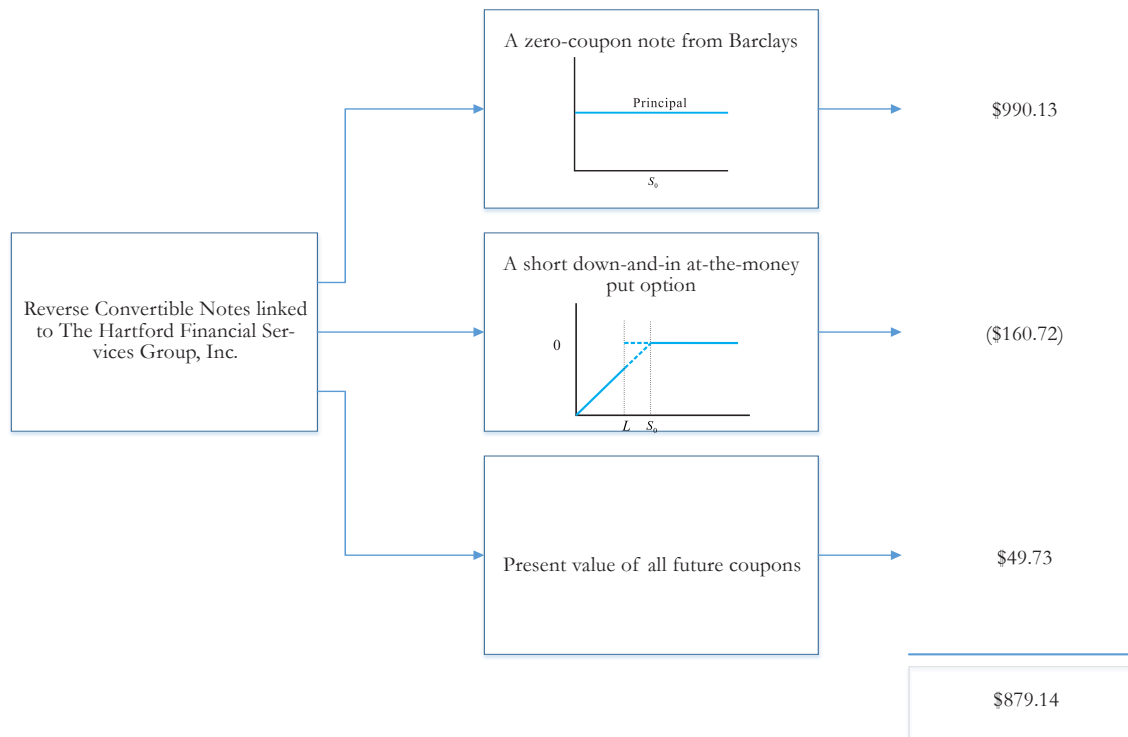 A zero-coupon note from Barclays
Principal
S₀
$990.13
Reverse Convertible Notes linked
to The Hartford Financial Ser-
vices Group, Inc.
A short down-and-in at-the-money
put option
0
L S₀
($160.72)
Present value of all future coupons
$49.73
$879.14